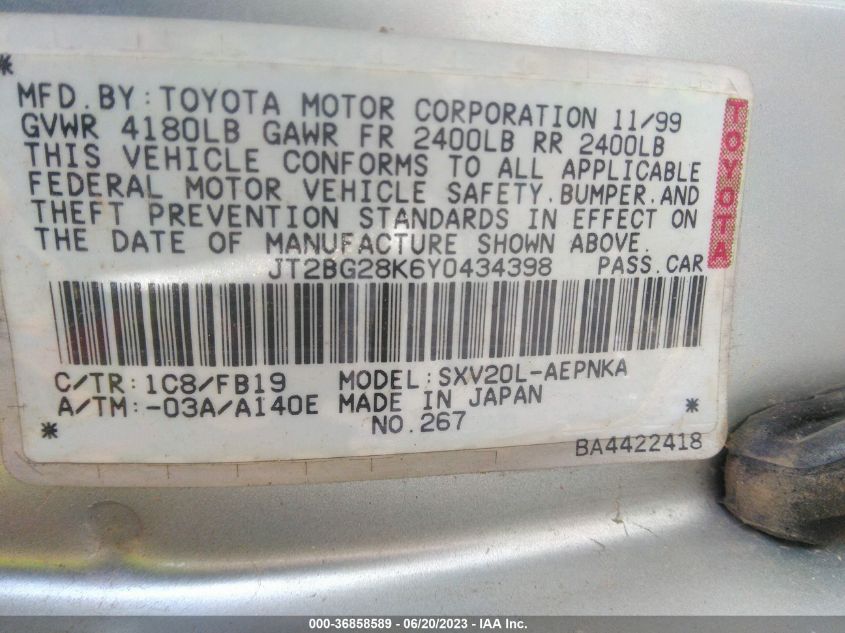 MFD. BY: TOYOTA MOTOR CORPORATION 11/99
GVWR 4180LB GAWR FR 2400LB RR 2400LB
THIS VEHICLE CONFORMS TO ALL APPLICABLE
FEDERAL MOTOR VEHICLE SAFETY, BUMPER, AND
THEFT PREVENTION STANDARDS IN EFFECT ON
THE DATE OF MANUFACTURE SHOWN ABOVE.
JT2BG28K6Y0434398 PASS. CAR
TOYOTA
C/TR: 1C8/FB19 MODEL: SXV20L-AEPNKA
A/TM: -03A/A140E MADE IN JAPAN
NO. 267
BA4422418
000-36858589 - 06/20/2023 - IAA Inc.